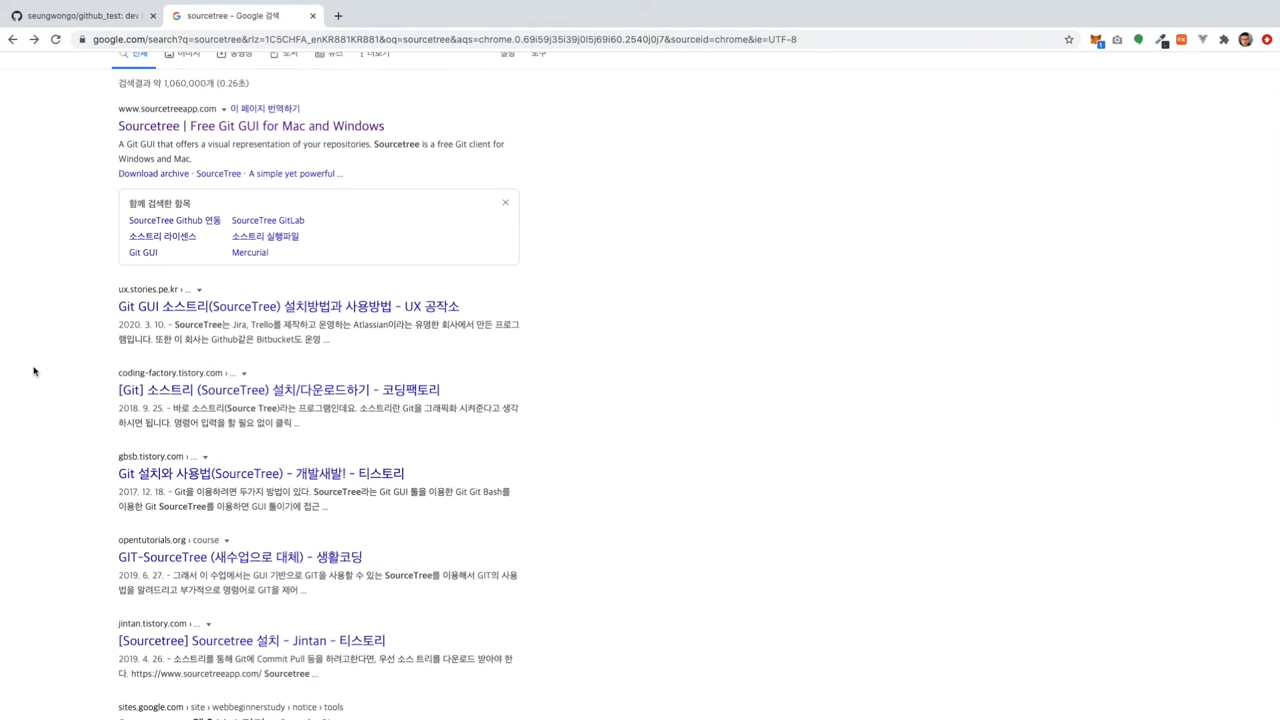 seungwongo/github_test: dev
sourcetree - Google 검색
google.com/search?q=sourcetree&rlz=1C5CHFA_enKR881KR881&oq=sourcetree&aqs=chrome.0.69i59j35i39j0l5j69i60.2540j0j7&sourceid=chrome&ie=UTF-8
전체 이미지 동영상 도서 뉴스 더보기 설정 도구
검색결과 약 1,060,000개 (0.26초)
www.sourcetreeapp.com 이 페이지 번역하기
Sourcetree | Free Git GUI for Mac and Windows
A Git GUI that offers a visual representation of your repositories. Sourcetree is a free Git client for
Windows and Mac.
Download archive · SourceTree · A simple yet powerful ...
함께 검색한 항목
SourceTree Github 연동 SourceTree GitLab
소스트리 라이센스 소스트리 실행파일
Git GUI Mercurial
ux.stories.pe.kr › ...
Git GUI 소스트리(SourceTree) 설치방법과 사용방법 - UX 공작소
2020. 3. 10. - SourceTree는 Jira, Trello를 제작하고 운영하는 Atlassian이라는 유명한 회사에서 만든 프로그
램입니다. 또한 이 회사는 Github같은 Bitbucket도 운영 ...
coding-factory.tistory.com › ...
[Git] 소스트리 (SourceTree) 설치/다운로드하기 - 코딩팩토리
2018. 9. 25. - 바로 소스트리(Source Tree)라는 프로그램인데요. 소스트리란 Git을 그래픽화 시켜준다고 생각
하시면 됩니다. 명령어 입력을 할 필요 없이 클릭 ...
gbsb.tistory.com › ...
Git 설치와 사용법(SourceTree) - 개발새발! - 티스토리
2017. 12. 18. - Git을 이용하려면 두가지 방법이 있다. SourceTree라는 Git GUI 툴을 이용한 Git Git Bash를
이용한 Git SourceTree를 이용하면 GUI 툴이기에 접근 ...
opentutorials.org › course
GIT-SourceTree (새수업으로 대체) - 생활코딩
2019. 6. 27. - 그래서 이 수업에서는 GUI 기반으로 GIT을 사용할 수 있는 SourceTree를 이용해서 GIT의 사용
법을 알려드리고 부가적으로 명령어로 GIT을 제어 ...
jintan.tistory.com › ...
[Sourcetree] Sourcetree 설치 - Jintan - 티스토리
2019. 4. 26. - 소스트리를 통해 Git에 Commit Pull 등을 하려고한다면, 우선 소스 트리를 다운로드 받아야 한
다. https://www.sourcetreeapp.com/ Sourcetree ...
sites.google.com › site › webbeginnerstudy › notice › tools